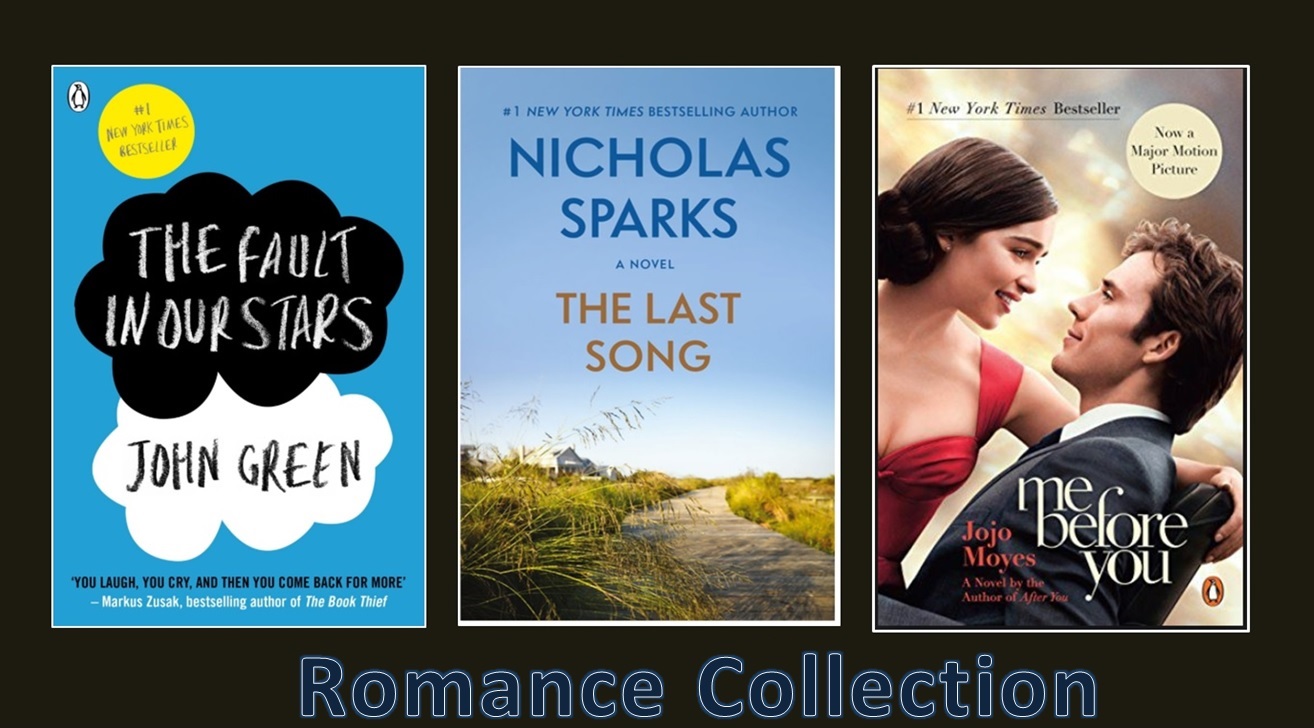 #1
NEW YORK TIMES
BESTSELLER
THE FAULT
IN OUR STARS
JOHN GREEN
'YOU LAUGH, YOU CRY, AND THEN YOU COME BACK FOR MORE'
– Markus Zusak, bestselling author of The Book Thief
#1 NEW YORK TIMES BESTSELLING AUTHOR
NICHOLAS
SPARKS
A NOVEL
THE LAST
SONG
#1 New York Times Bestseller
Now a
Major Motion
Picture
me
before
you
Jojo
Moyes
A Novel by the
Author of After You
Romance Collection